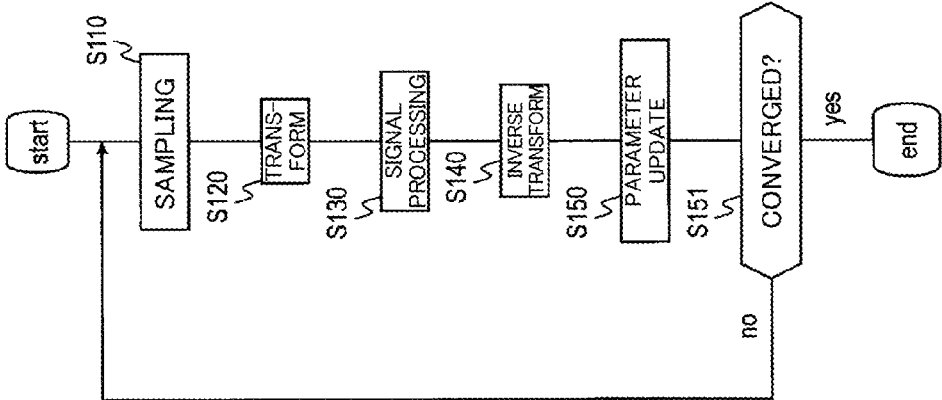 start
S110
SAMPLING
S120
TRANS-
FORM
S130
SIGNAL
PROCESSING
S140
INVERSE
TRANSFORM
S150
PARAMETER
UPDATE
S151
CONVERGED?
no
yes
end